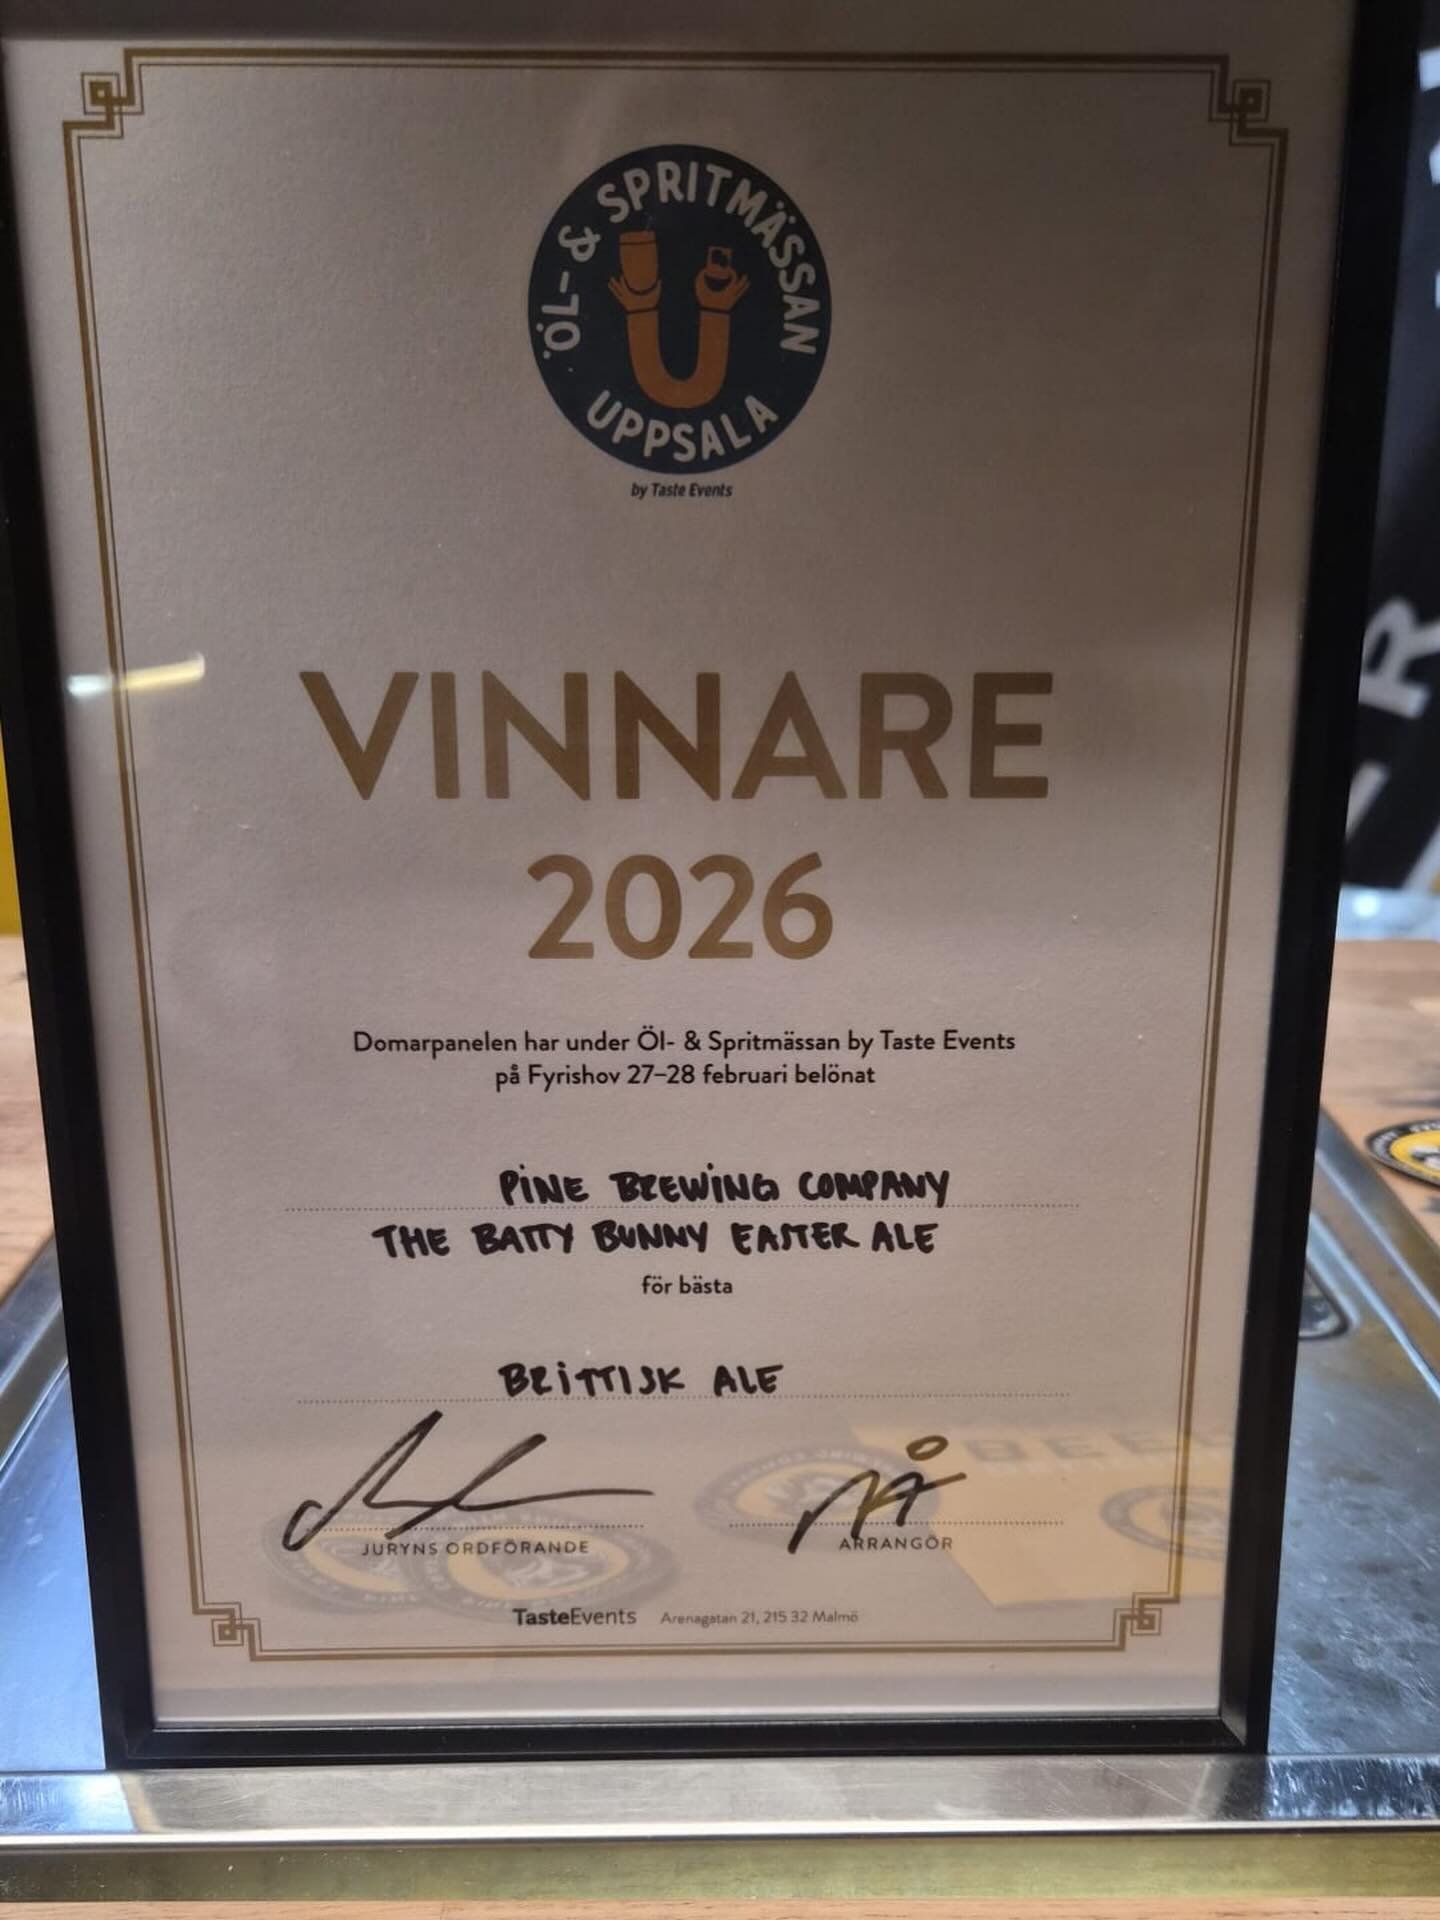 ÖL- & SPRITMÄSSAN
UPPSALA
by Taste Events
VINNARE
2026
Domarpanelen har under Öl- & Spritmässan by Taste Events
på Fyrishov 27–28 februari belönat
PINE BREWING COMPANY
THE BATTY BUNNY EASTER ALE
för bästa
BRITTISK ALE
JURYNS ORDFÖRANDE
ARRANGÖR
TasteEvents Arenagatan 21, 215 32 Malmö